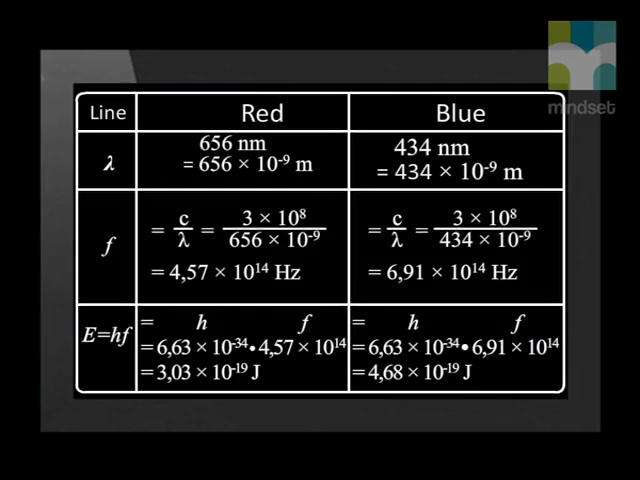 mindset
Line Red Blue
λ 656 nm 434 nm
= 656 × 10⁻⁹ m = 434 × 10⁻⁹ m
f = c/λ = 3 × 10⁸ / 656 × 10⁻⁹ = c/λ = 3 × 10⁸ / 434 × 10⁻⁹
= 4,57 × 10¹⁴ Hz = 6,91 × 10¹⁴ Hz
E=hf = h f = h f
= 6,63 × 10⁻³⁴ • 4,57 × 10¹⁴ = 6,63 × 10⁻³⁴ • 6,91 × 10¹⁴
= 3,03 × 10⁻¹⁹ J = 4,68 × 10⁻¹⁹ J